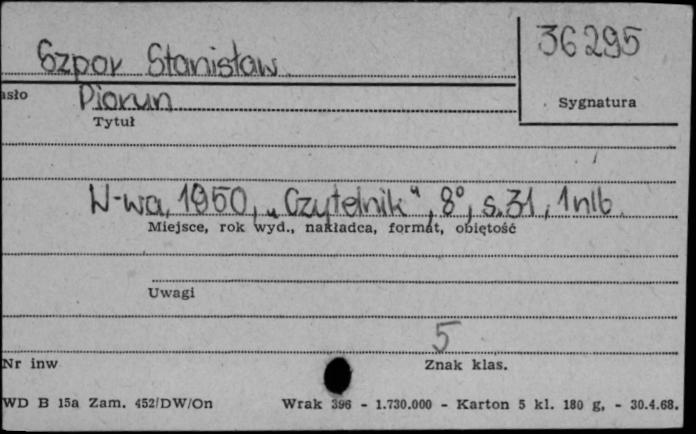 Szpor Stanisław
36295
asło Piorun
Sygnatura
Tytuł
W-wa, 1950, „Czytelnik", 8°, s. 31, 1 nlb.
Miejsce, rok wyd., nakładca, format, objętość
Uwagi
5
Nr inw
Znak klas.
WD B 15a Zam. 452/DW/On Wrak 396 - 1.730.000 - Karton 5 kl. 180 g. - 30.4.68.